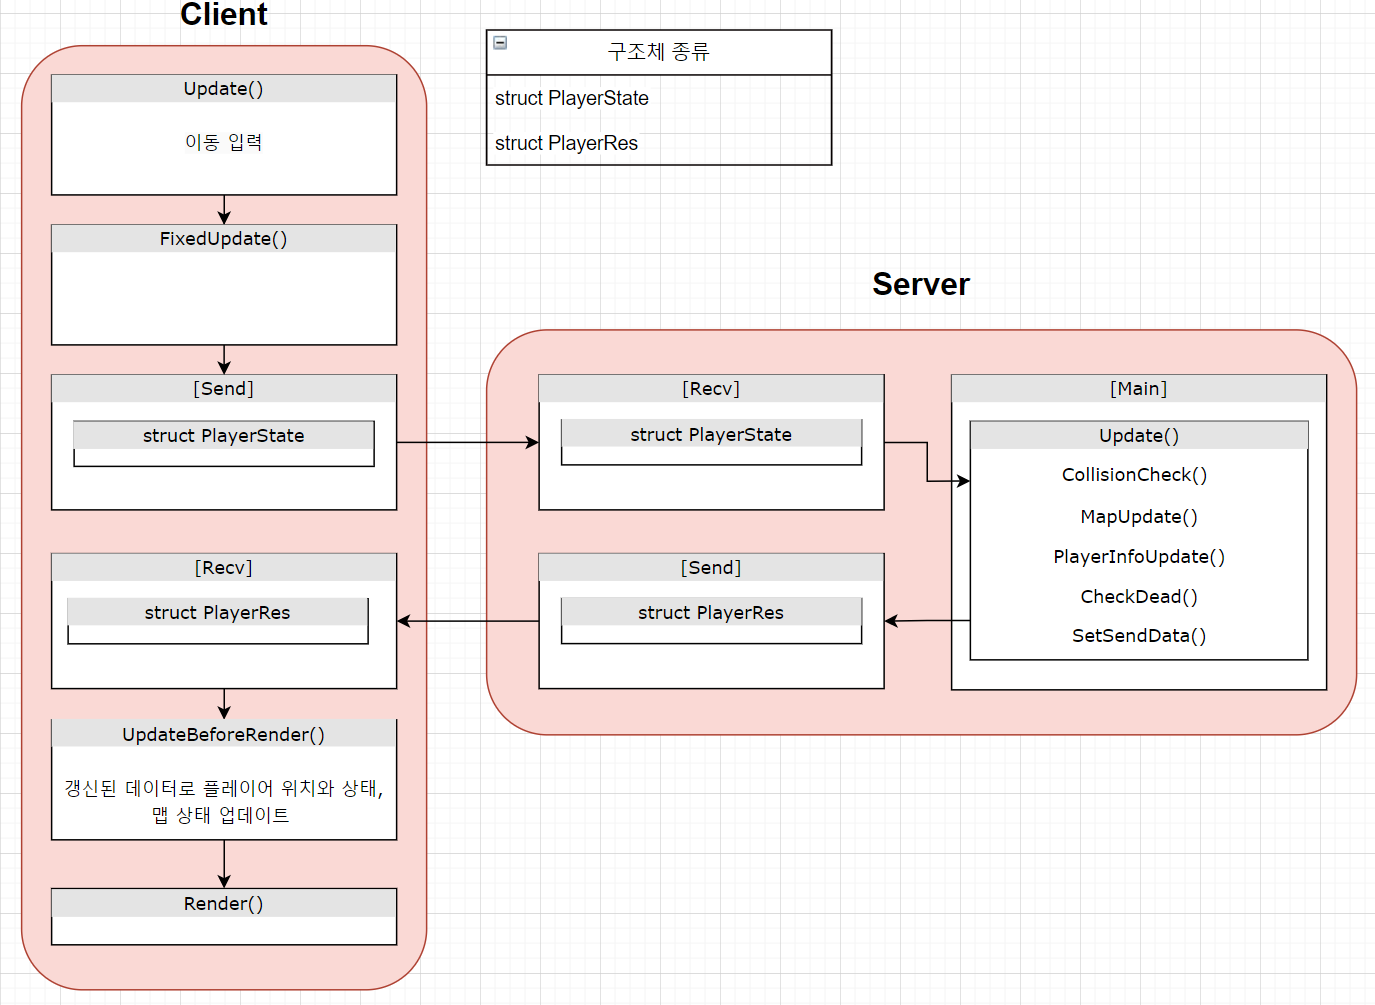 Client
Update()
이동 입력
FixedUpdate()
[Send]
struct PlayerState
[Recv]
struct PlayerRes
UpdateBeforeRender()
갱신된 데이터로 플레이어 위치와 상태,
맵 상태 업데이트
Render()
구조체 종류
struct PlayerState
struct PlayerRes
Server
[Recv]
struct PlayerState
[Send]
struct PlayerRes
[Main]
Update()
CollisionCheck()
MapUpdate()
PlayerInfoUpdate()
CheckDead()
SetSendData()